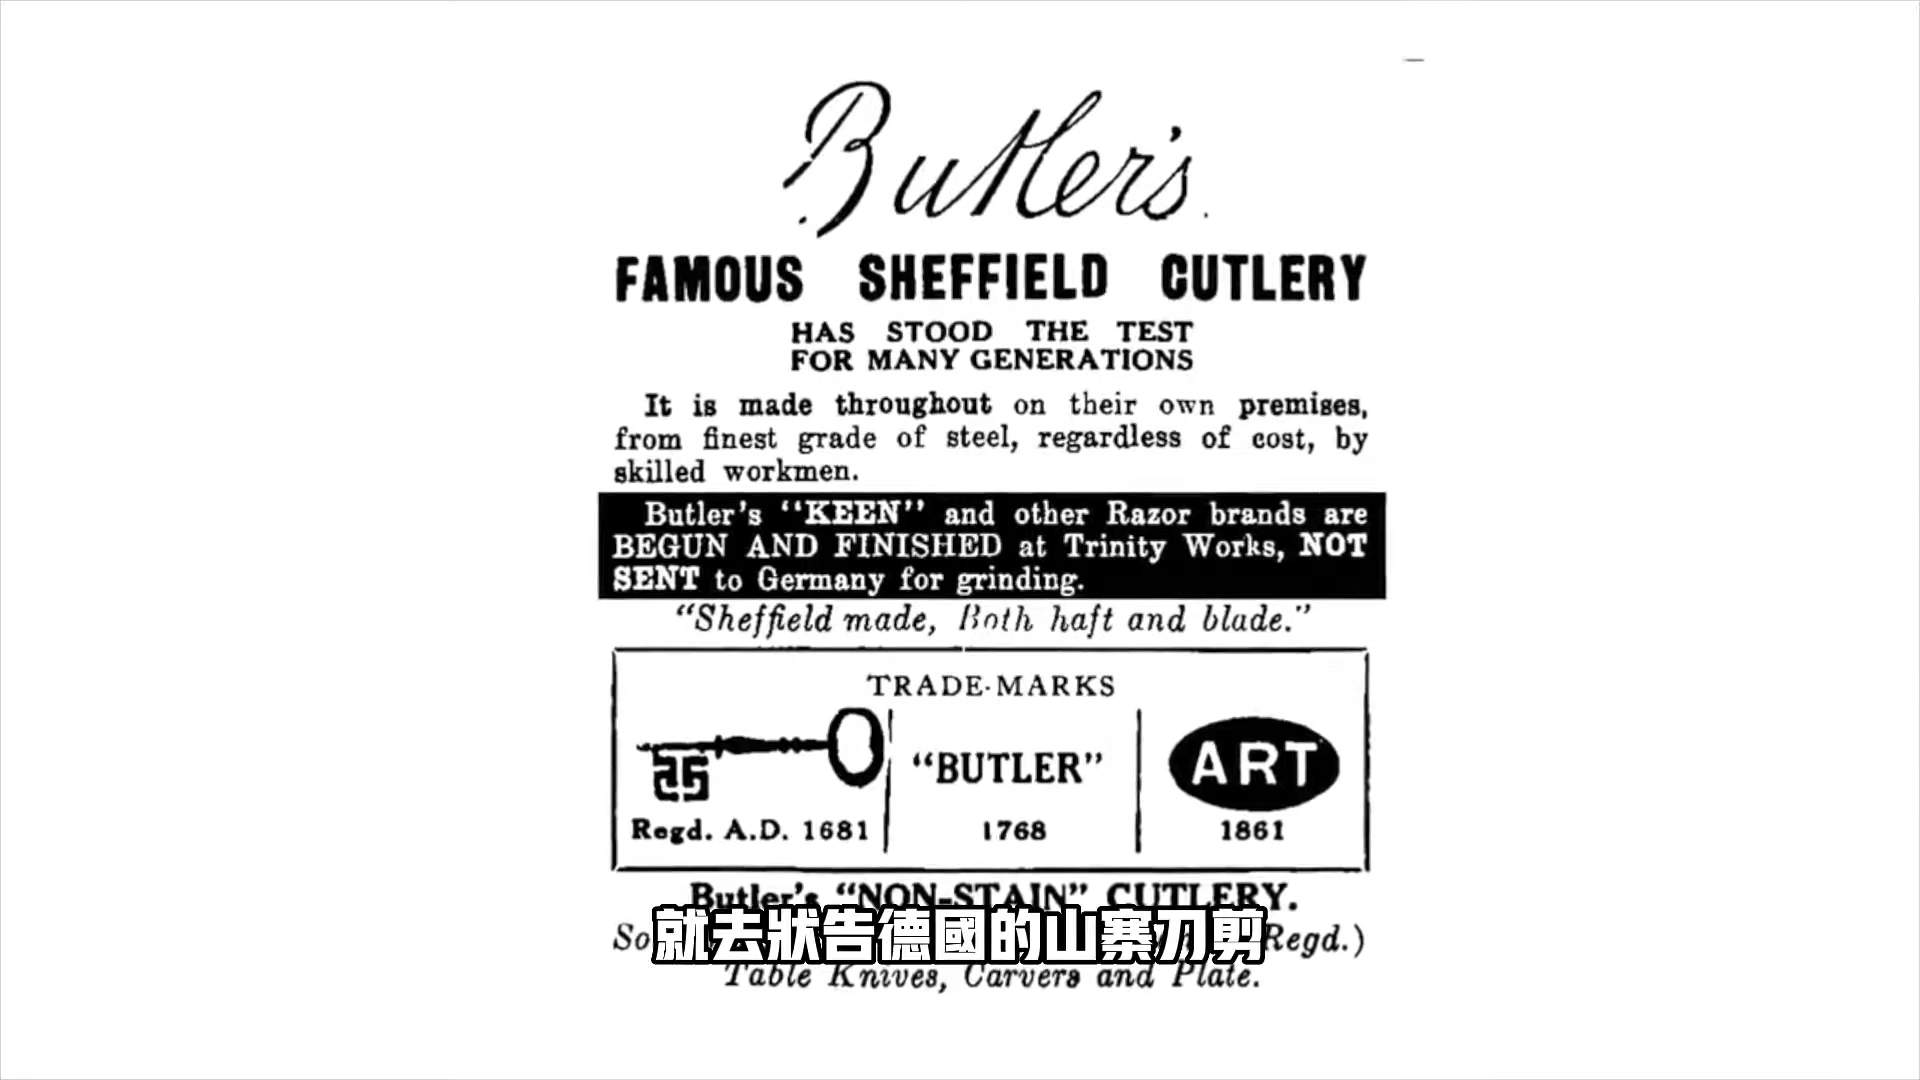 Butler's
FAMOUS SHEFFIELD CUTLERY
HAS STOOD THE TEST
FOR MANY GENERATIONS
It is made throughout on their own premises,
from finest grade of steel, regardless of cost, by
skilled workmen.
Butler's "KEEN" and other Razor brands are
BEGUN AND FINISHED at Trinity Works, NOT
SENT to Germany for grinding.
"Sheffield made, Both haft and blade."
TRADE-MARKS
"BUTLER"
ART
Regd. A.D. 1681
1768
1861
Butler's "NON-STAIN" CUTLERY.
就去狀告德國的山寨刀剪
So Regd.)
Table Knives, Carvers and Plate.